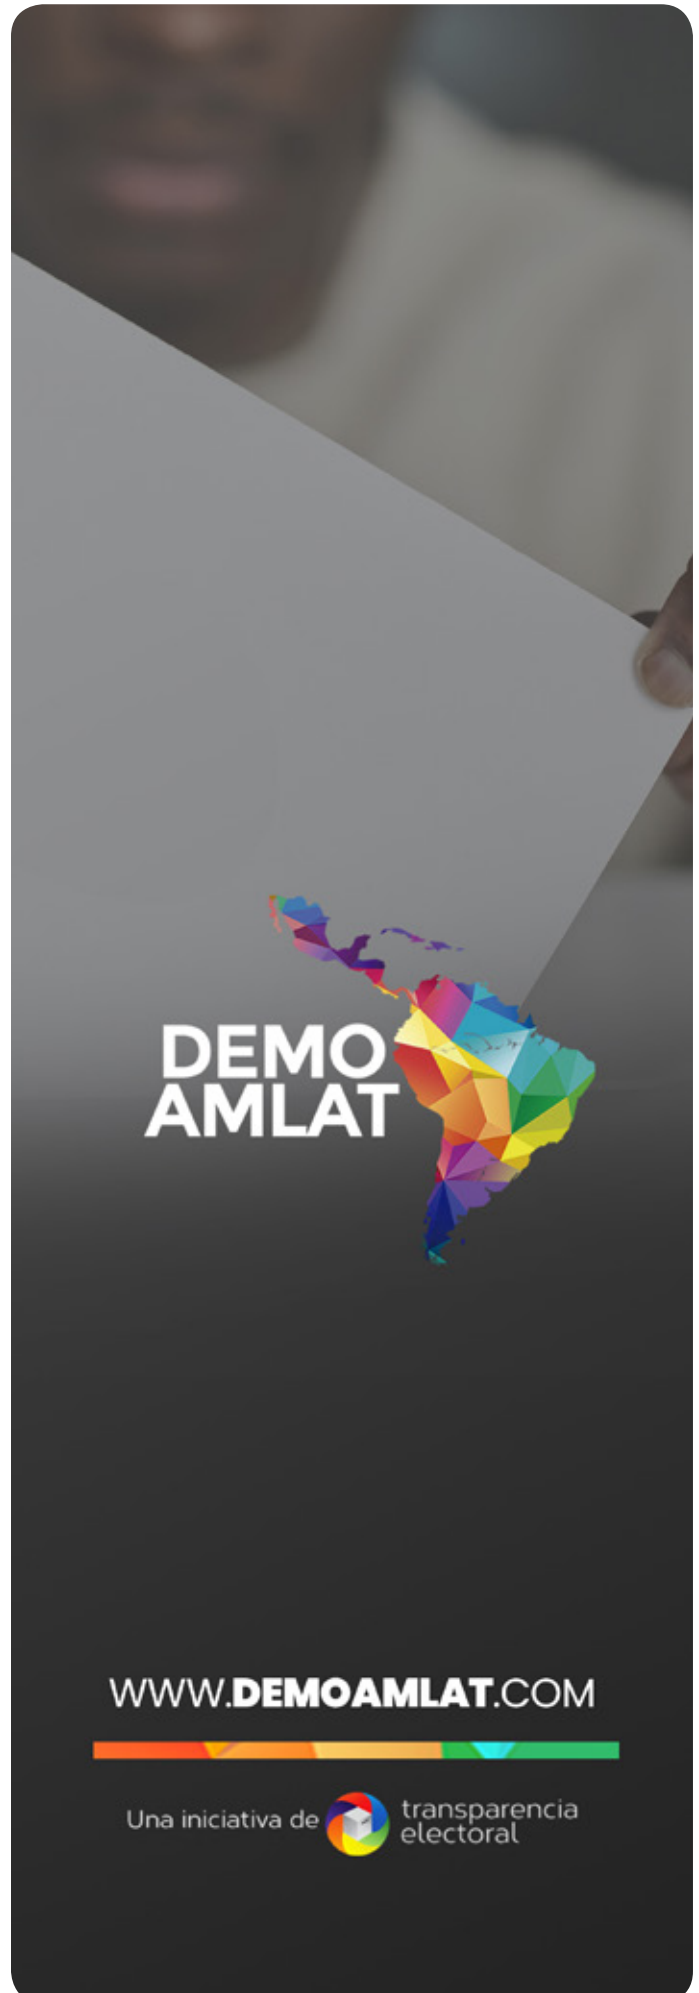 DEMO
AMLAT
WWW.DEMOAMLAT.COM
Una iniciativa de transparencia
electoral